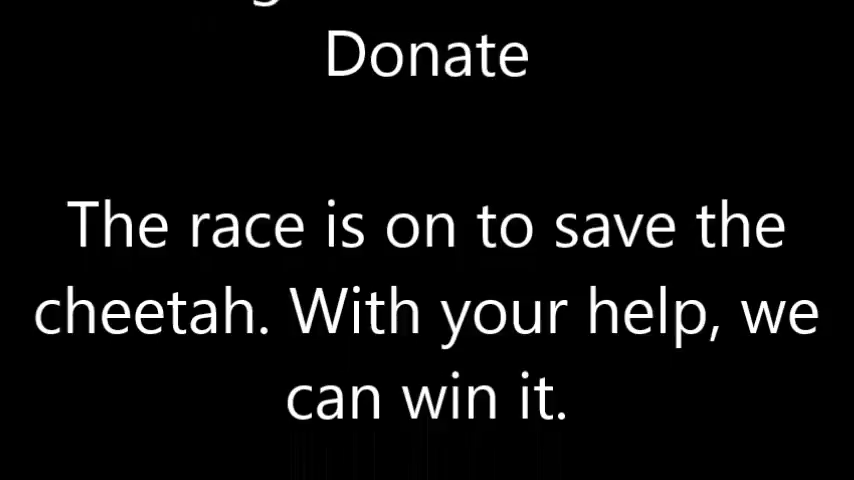 Donate
The race is on to save the
cheetah. With your help, we
can win it.